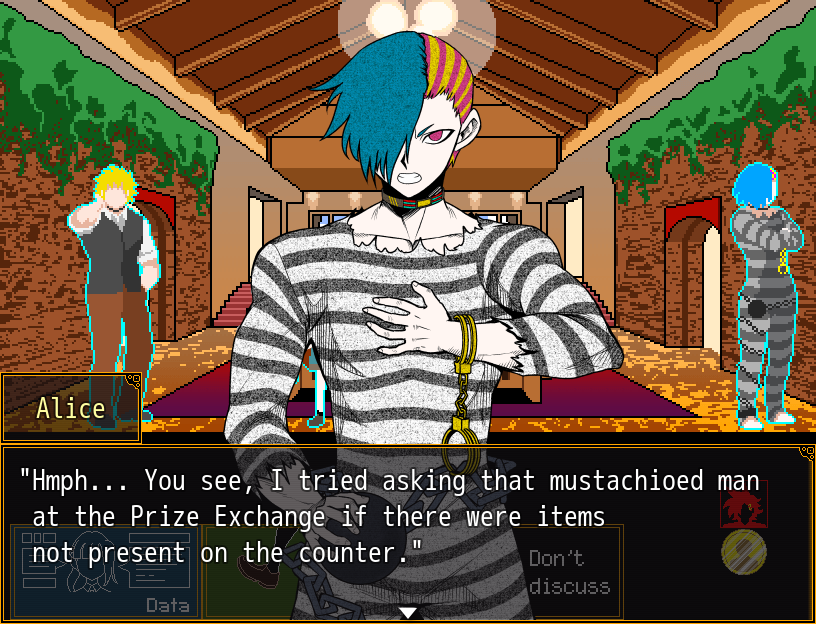 Alice
"Hmph... You see, I tried asking that mustachioed man
at the Prize Exchange if there were items
not present on the counter."
Data
Don't
discuss